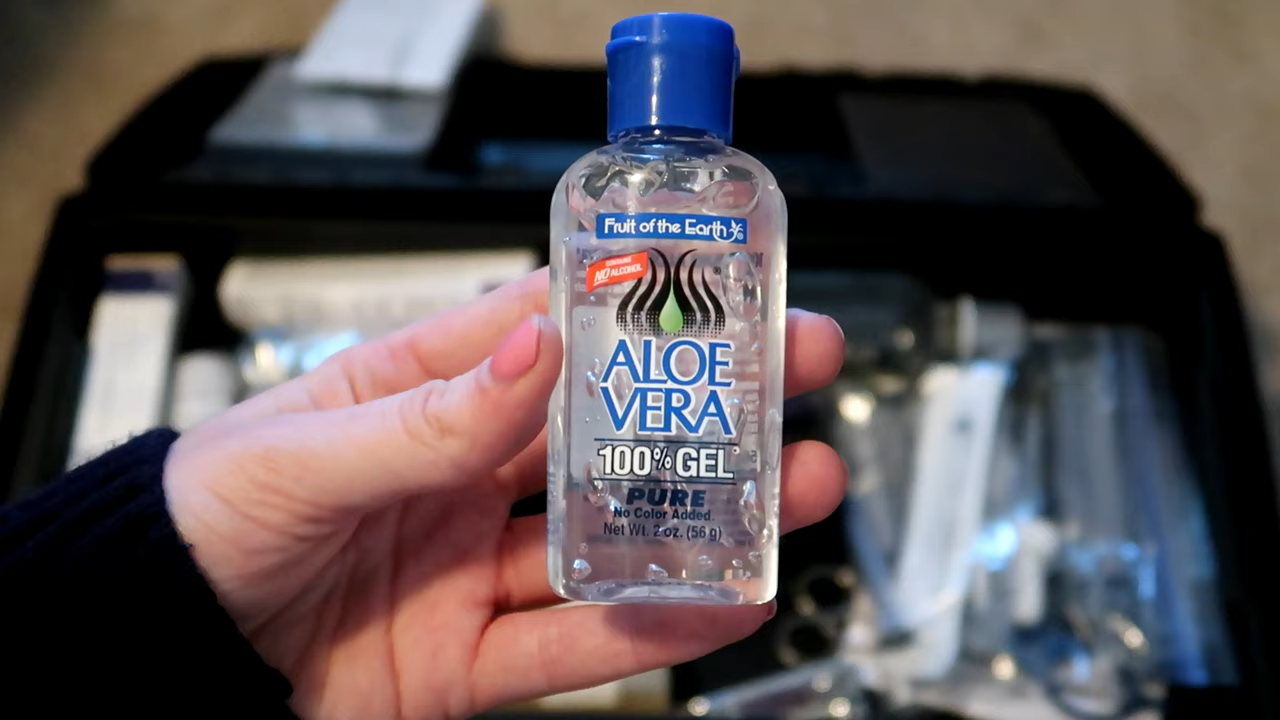 Fruit of the Earth
CONTAINS
NO ALCOHOL
®
ALOE
VERA
100% GEL
PURE
No Color Added.
Net Wt. 2 oz. (56 g)